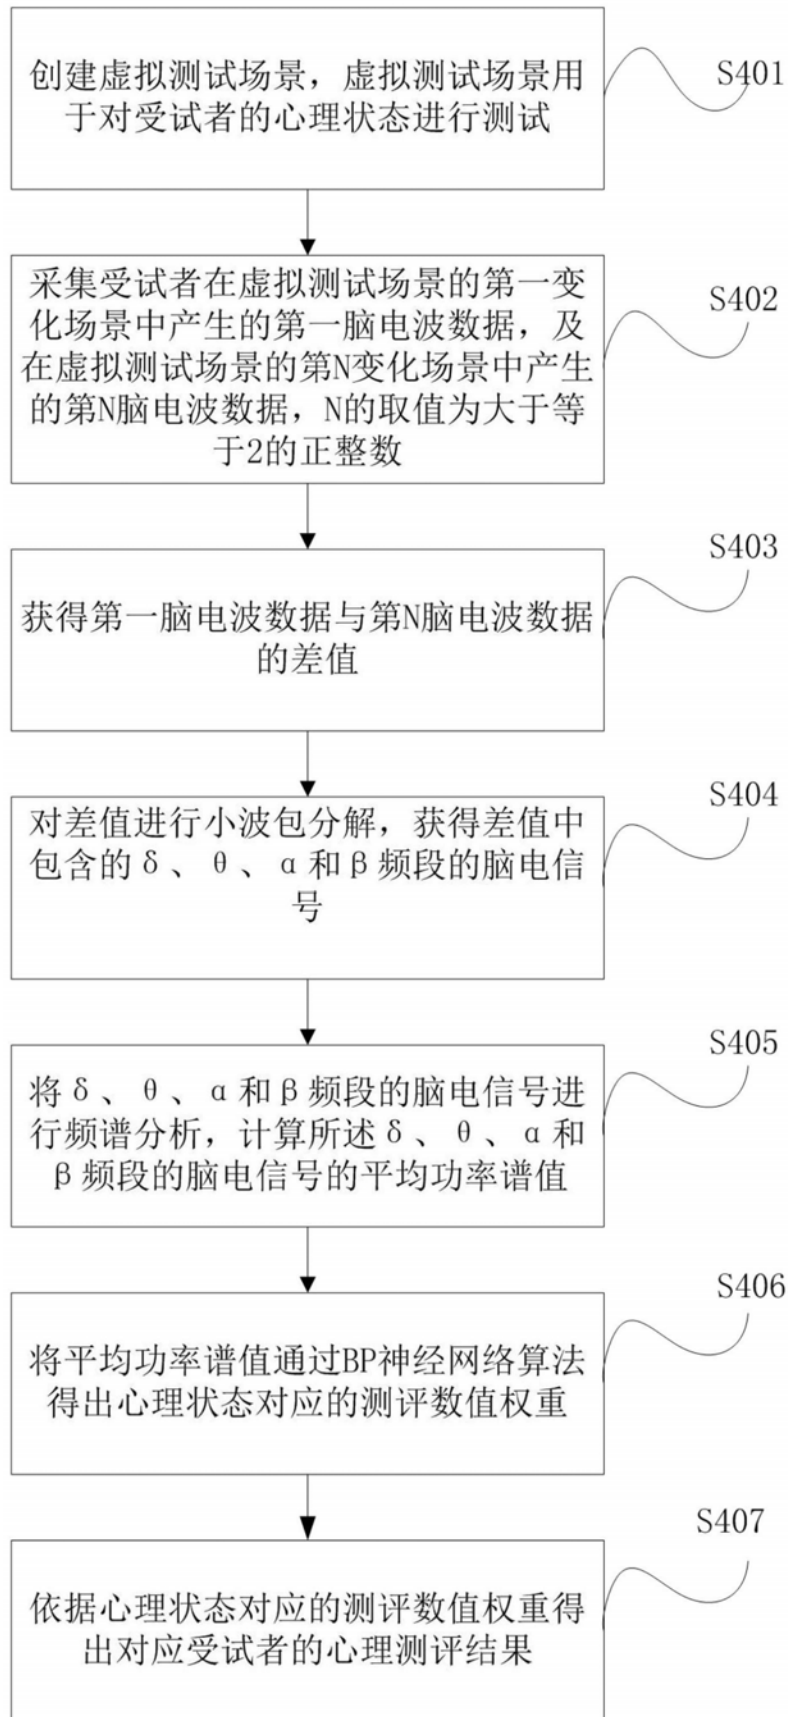 创建虚拟测试场景，虚拟测试场景用
于对受试者的心理状态进行测试
S401
采集受试者在虚拟测试场景的第一变
化场景中产生的第一脑电波数据，及
在虚拟测试场景的第N变化场景中产生
的第N脑电波数据，N的取值为大于等
于2的正整数
S402
获得第一脑电波数据与第N脑电波数据
的差值
S403
对差值进行小波包分解，获得差值中
包含的δ、θ、α和β频段的脑电信
号
S404
将δ、θ、α和β频段的脑电信号进
行频谱分析，计算所述δ、θ、α和
β频段的脑电信号的平均功率谱值
S405
将平均功率谱值通过BP神经网络算法
得出心理状态对应的测评数值权重
S406
依据心理状态对应的测评数值权重得
出对应受试者的心理测评结果
S407